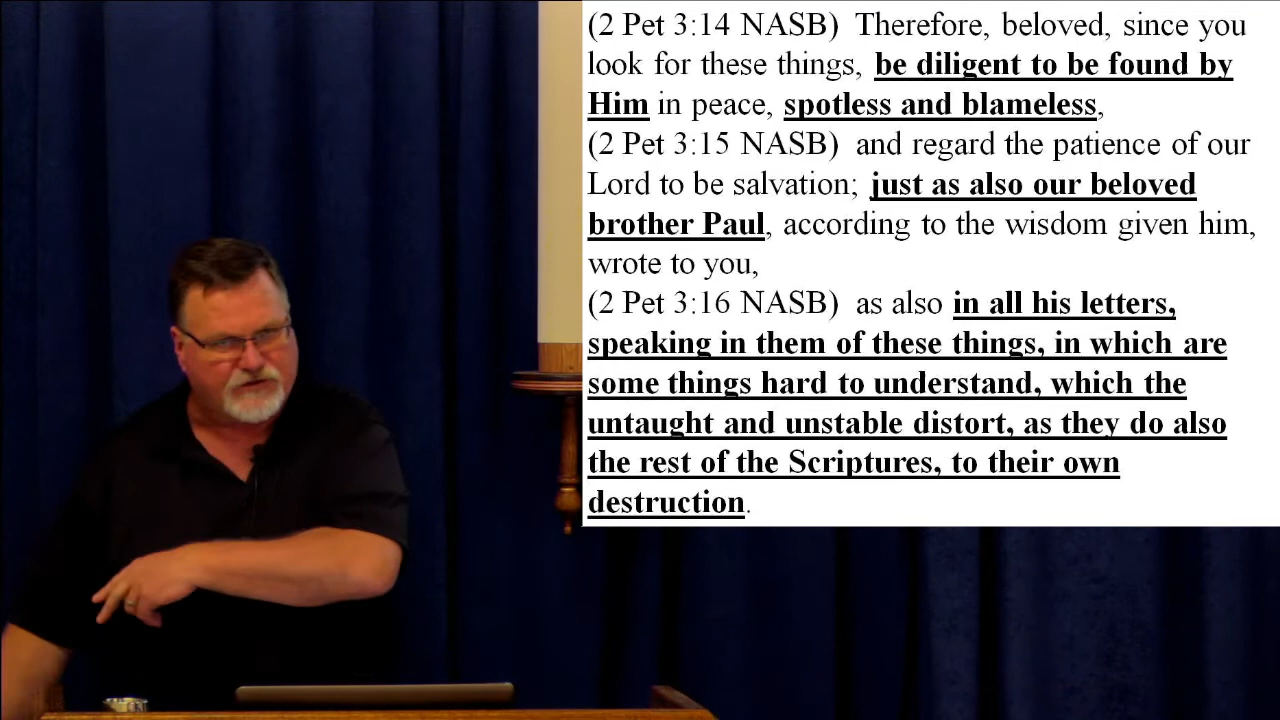 (2 Pet 3:14 NASB) Therefore, beloved, since you
look for these things, be diligent to be found by
Him in peace, spotless and blameless,
(2 Pet 3:15 NASB) and regard the patience of our
Lord to be salvation; just as also our beloved
brother Paul, according to the wisdom given him,
wrote to you,
(2 Pet 3:16 NASB) as also in all his letters,
speaking in them of these things, in which are
some things hard to understand, which the
untaught and unstable distort, as they do also
the rest of the Scriptures, to their own
destruction.